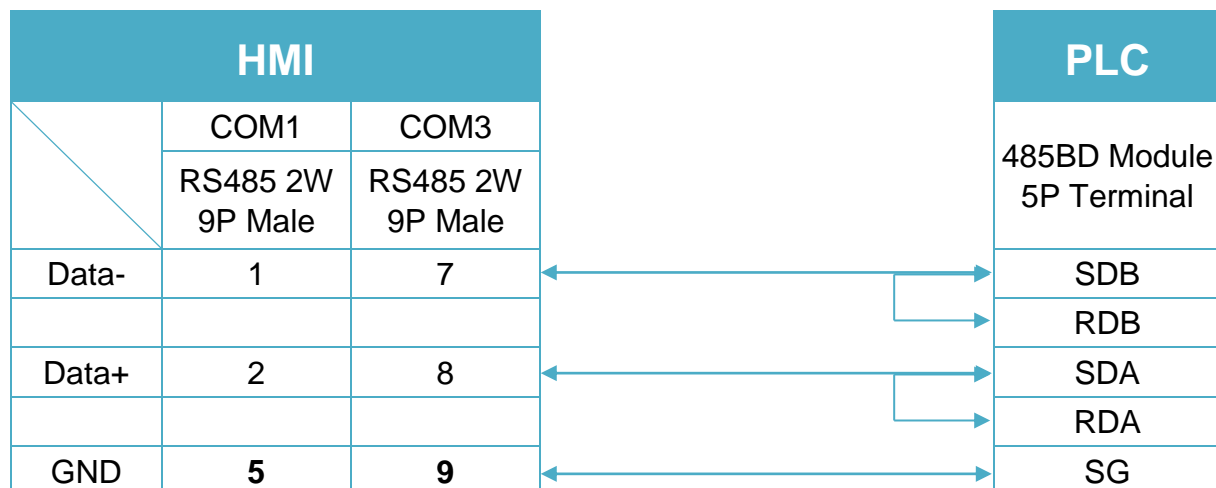 HMI PLC
COM1 COM3
485BD Module
5P Terminal
RS485 2W RS485 2W
9P Male 9P Male
Data- 1 7 SDB
RDB
Data+ 2 8 SDA
RDA
GND 5 9 SG